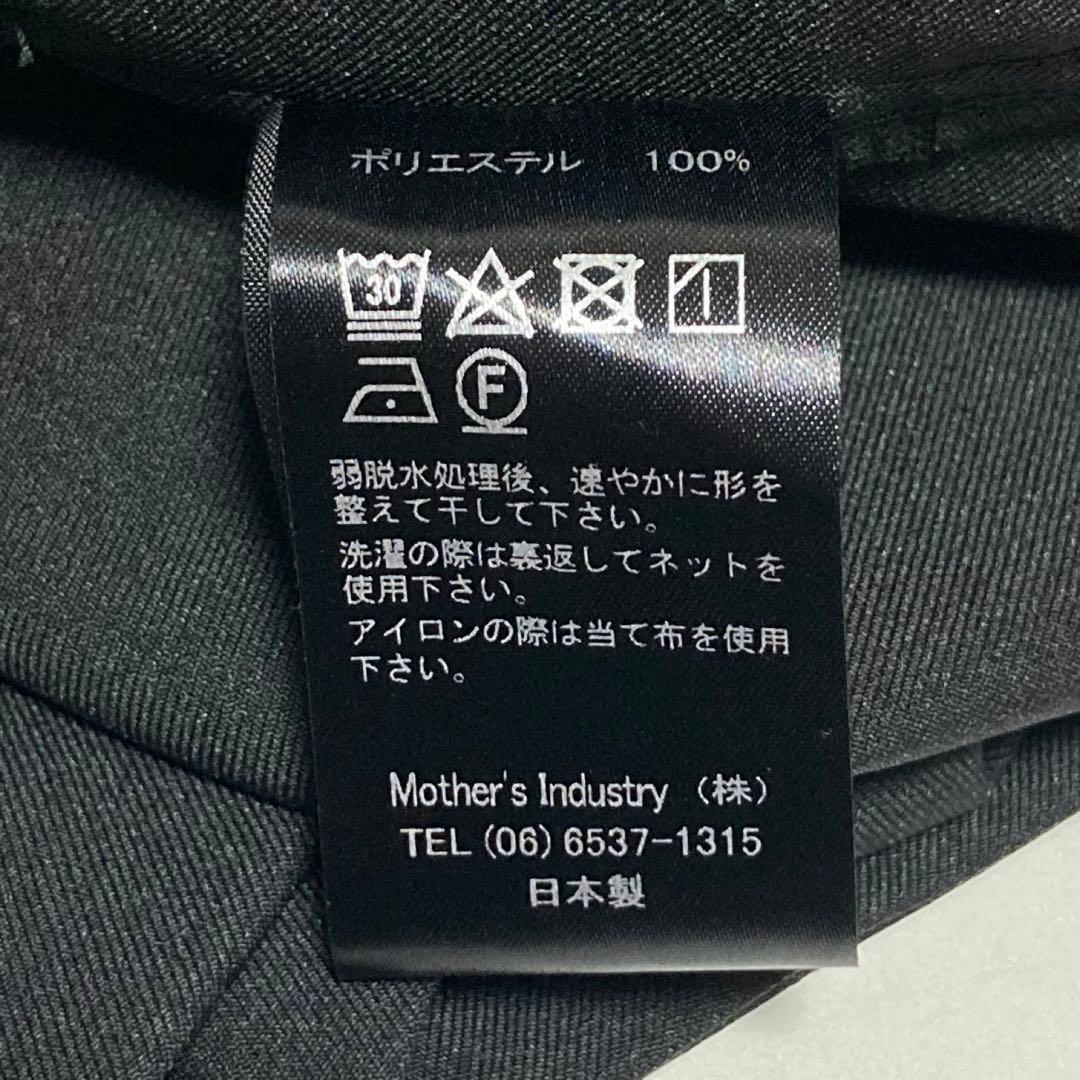 ポリエステル 100%
30
F
弱脱水処理後、速やかに形を
整えて干して下さい。
洗濯の際は裏返してネットを
使用下さい。
アイロンの際は当て布を使用
下さい。
Mother's Industry (株)
TEL (06) 6537-1315
日本製